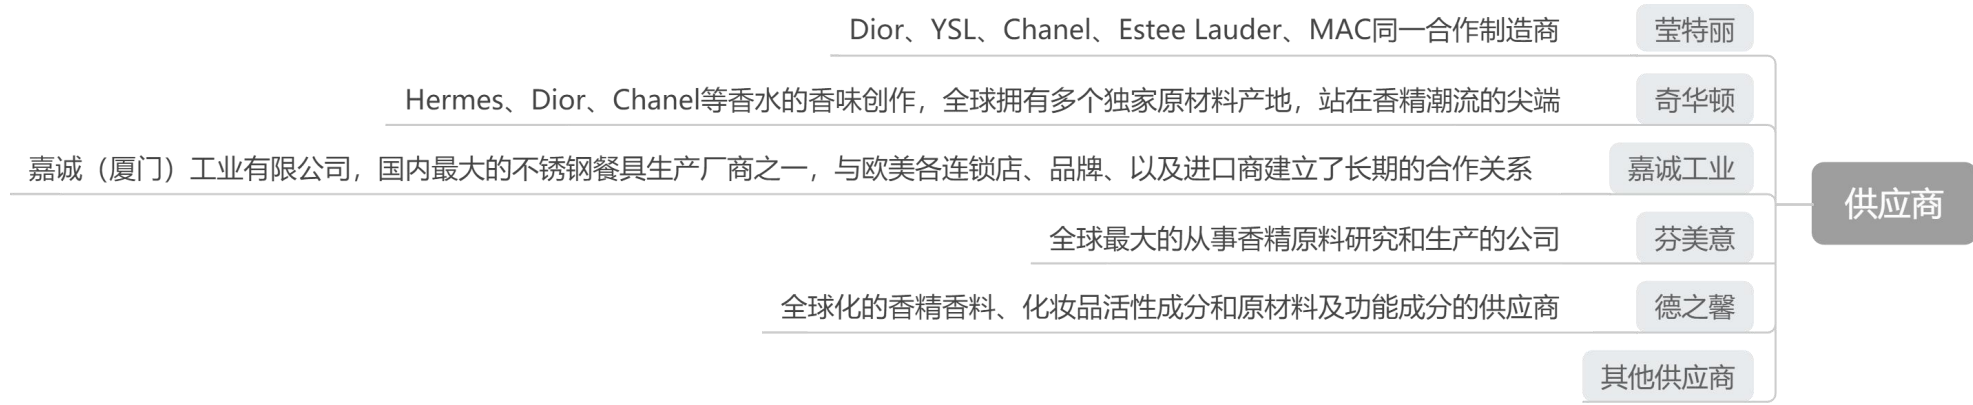 Dior、YSL、Chanel、Estee Lauder、MAC同一合作制造商 莹特丽
Hermes、Dior、Chanel等香水的香味创作，全球拥有多个独家原材料产地，站在香精潮流的尖端 奇华顿
嘉诚（厦门）工业有限公司，国内最大的不锈钢餐具生产厂商之一，与欧美各连锁店、品牌、以及进口商建立了长期的合作关系 嘉诚工业
供应商
全球最大的从事香精原料研究和生产的公司 芬美意
全球化的香精香料、化妆品活性成分和原材料及功能成分的供应商 德之馨
其他供应商